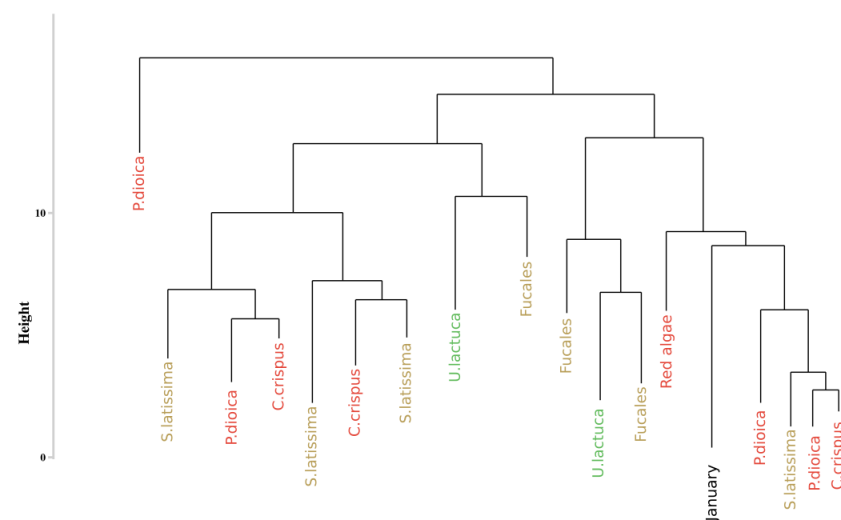 P.dioica
10
Height
0
S.latissima
P.dioica
C.crispus
S.latissima
C.crispus
S.latissima
U.lactuca
Fucales
Fucales
U.lactuca
Fucales
Red algae
January
P.dioica
S.latissima
P.dioica
C.crispus